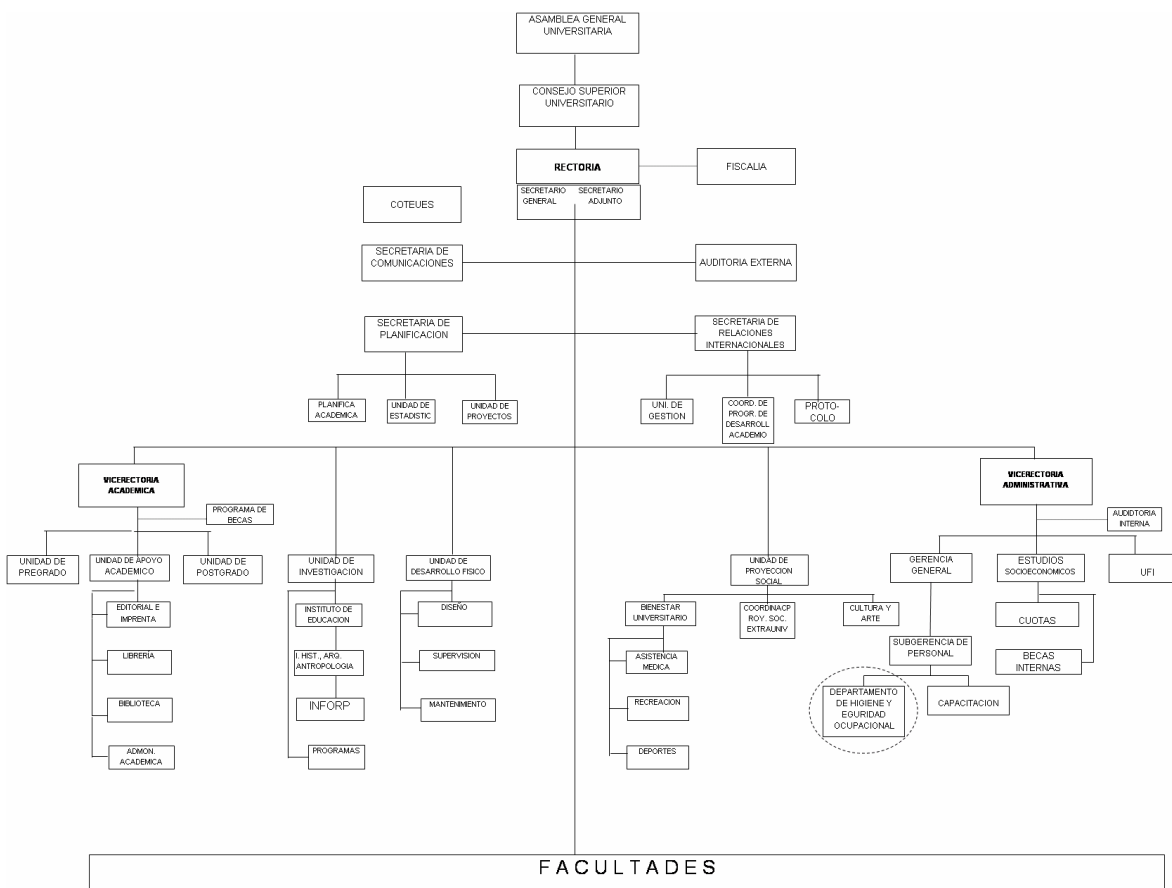 ASAMBLEA GENERAL
UNIVERSITARIA
CONSEJO SUPERIOR
UNIVERSITARIO
RECTORIA
FISCALIA
SECRETARIO
GENERAL
SECRETARIO
ADJUNTO
COTEUES
SECRETARIA DE
COMUNICACIONES
AUDITORIA EXTERNA
SECRETARIA DE
PLANIFICACION
SECRETARIA DE
RELACIONES
INTERNACIONALES
PLANIFICA
ACADEMICA
UNIDAD DE
ESTADISTIC
UNIDAD DE
PROYECTOS
UNI. DE
GESTION
COORD. DE
PROGR. DE
DESARROLL
ACADEMIO
PROTO-
COLO
VICERECTORIA
ACADEMICA
VICERECTORIA
ADMINISTRATIVA
PROGRAMA DE
BECAS
AUDIDTORIA
INTERNA
UNIDAD DE
PREGRADO
UNIDAD DE APOYO
ACADEMICO
UNIDAD DE
POSTGRADO
UNIDAD DE
INVESTIGACION
UNIDAD DE
DESARROLLO FISICO
UNIDAD DE
PROYECCION
SOCIAL
GERENCIA
GENERAL
ESTUDIOS
SOCIOECONOMICOS
UFI
EDITORIAL E
IMPRENTA
LIBRERÍA
BIBLIOTECA
ADMON.
ACADEMICA
INSTITUTO DE
EDUCACION
I. HIST., ARQ.
ANTROPOLOGIA
INFORP
PROGRAMAS
DISEÑO
SUPERVISION
MANTENIMIENTO
BIENESTAR
UNIVERSITARIO
COORDINACP
ROY. SOC.
EXTRAUNIV
CULTURA Y
ARTE
ASISTENCIA
MEDICA
RECREACION
DEPORTES
SUBGERENCIA DE
PERSONAL
CUOTAS
BECAS
INTERNAS
DEPARTAMENTO
DE HIGIENE Y
EGURIDAD
OCUPACIONAL
CAPACITACION
FACULTADES